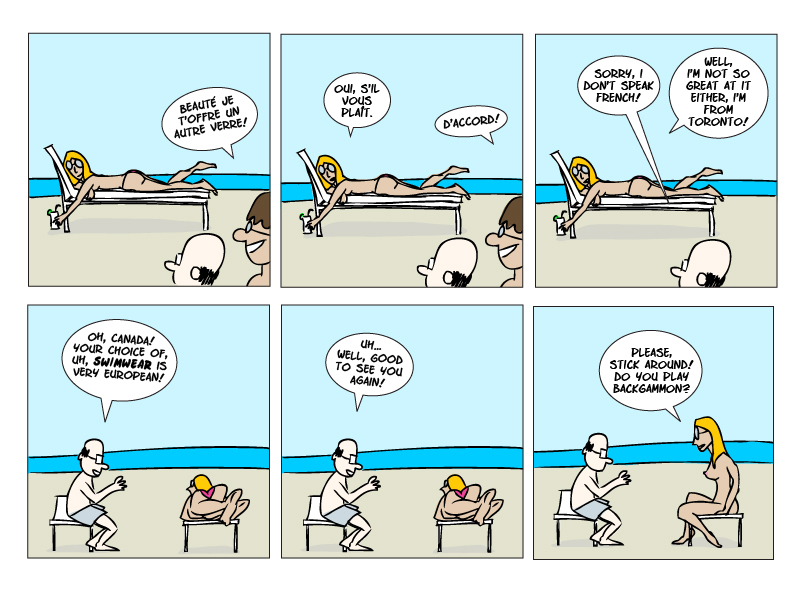 BEAUTÉ JE
T'OFFRE UN
AUTRE VERRE!
OUI, S'IL
VOUS
PLAÎT.
D'ACCORD!
SORRY, I
DON'T SPEAK
FRENCH!
WELL,
I'M NOT SO
GREAT AT IT
EITHER, I'M
FROM
TORONTO!
OH, CANADA!
YOUR CHOICE OF,
UH, SWIMWEAR IS
VERY EUROPEAN!
UH...
WELL, GOOD
TO SEE YOU
AGAIN!
PLEASE,
STICK AROUND!
DO YOU PLAY
BACKGAMMON?